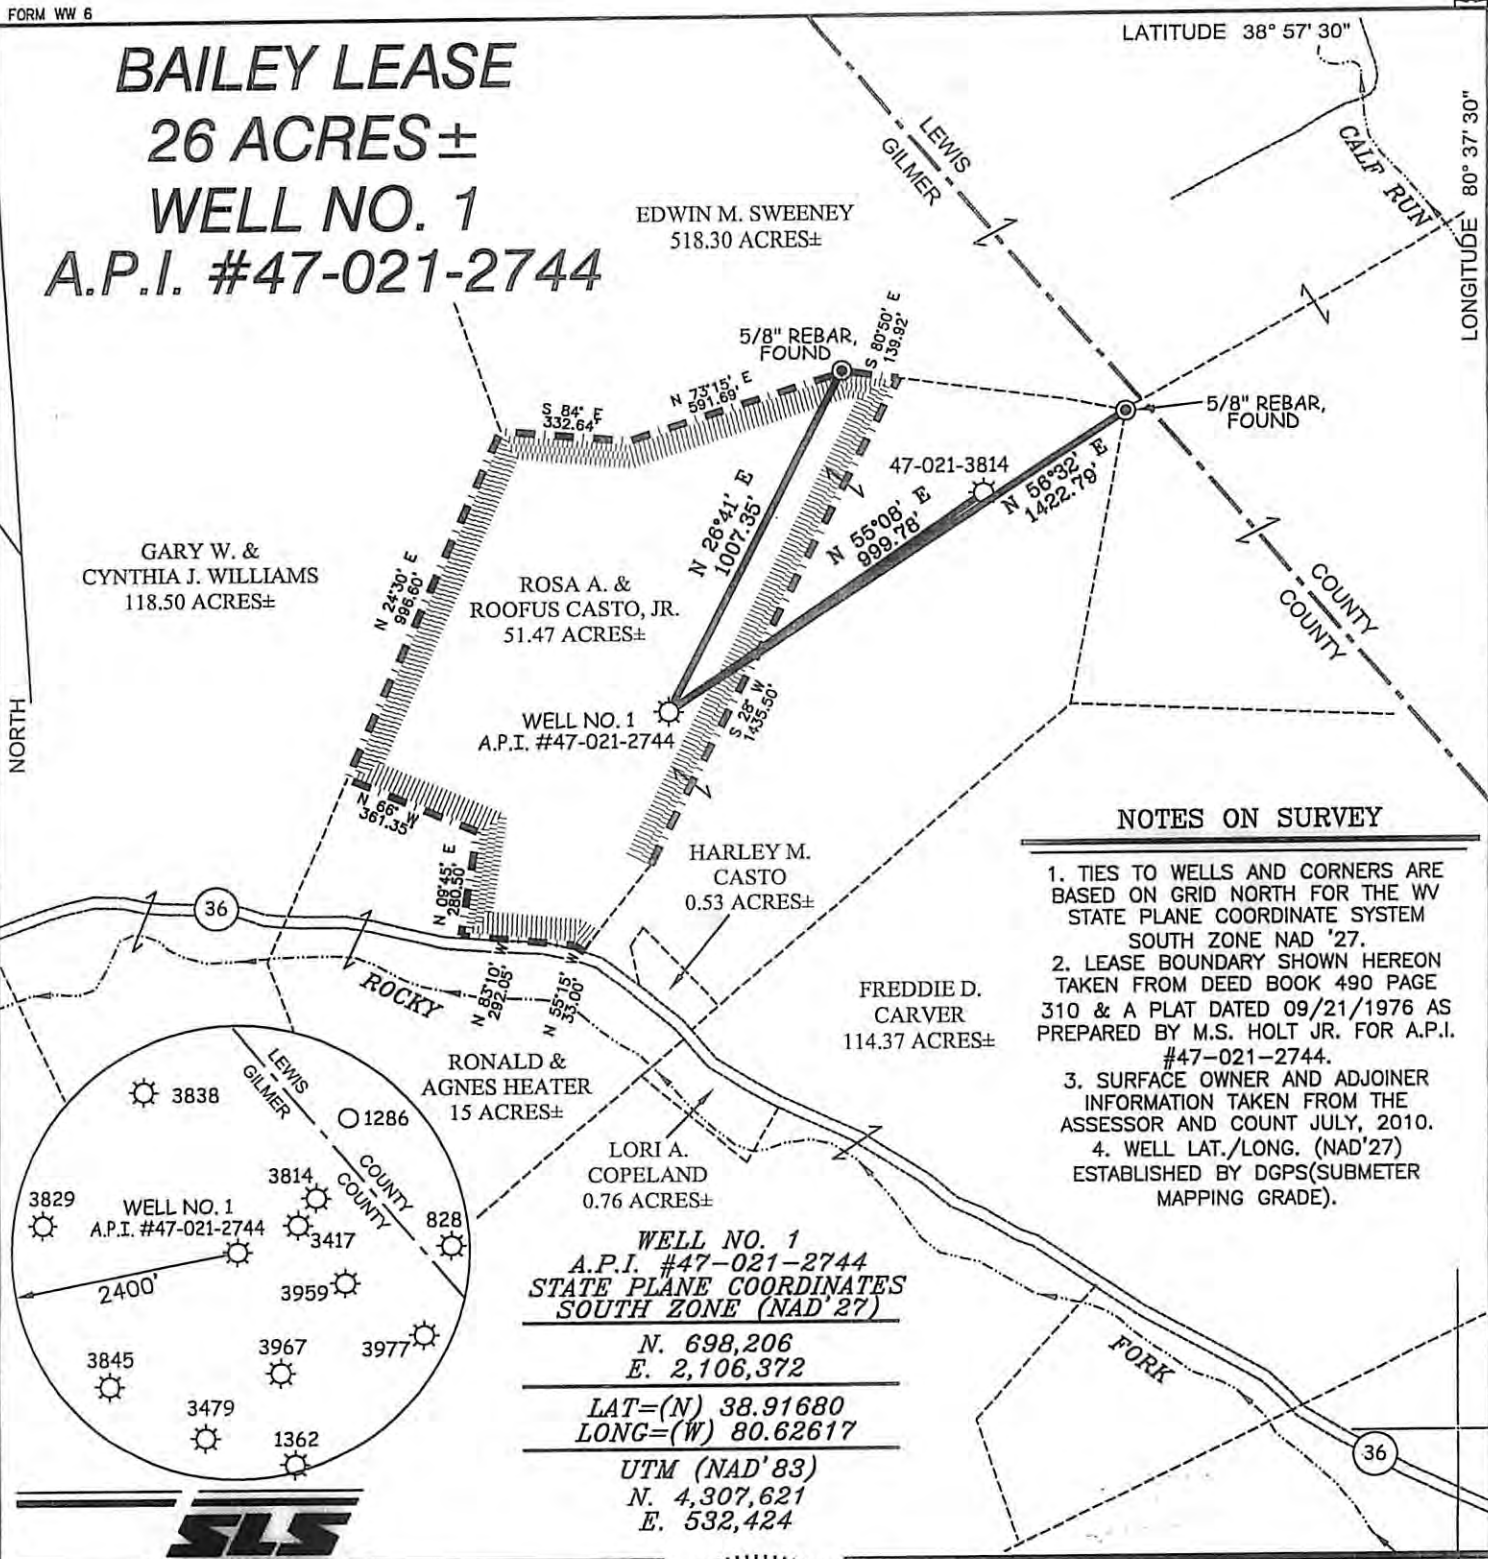 FORM WW 6
BAILEY LEASE
26 ACRES±
WELL NO. 1
A.P.I. #47-021-2744
LATITUDE 38° 57' 30"
LONGITUDE 80° 37' 30"
CALF RUN
LEWIS
GILMER
EDWIN M. SWEENEY
518.30 ACRES±
5/8" REBAR,
FOUND
S 80°50' E
139.92'
N 73°15' E
591.69'
S 84° E
332.64'
5/8" REBAR,
FOUND
47-021-3814
N 56°32' E
1422.79'
N 55°08' E
999.78'
N 26°41' E
1007.35'
GARY W. &
CYNTHIA J. WILLIAMS
118.50 ACRES±
N 24°30' E
996.60'
ROSA A. &
ROOFUS CASTO, JR.
51.47 ACRES±
COUNTY
COUNTY
NORTH
WELL NO. 1
A.P.I. #47-021-2744
S 28° W
1435.50'
N 66° W
361.35'
N 09°45' E
280.50'
HARLEY M.
CASTO
0.53 ACRES±
NOTES ON SURVEY
1. TIES TO WELLS AND CORNERS ARE
BASED ON GRID NORTH FOR THE WV
STATE PLANE COORDINATE SYSTEM
SOUTH ZONE NAD '27.
2. LEASE BOUNDARY SHOWN HEREON
TAKEN FROM DEED BOOK 490 PAGE
310 & A PLAT DATED 09/21/1976 AS
PREPARED BY M.S. HOLT JR. FOR A.P.I.
#47-021-2744.
3. SURFACE OWNER AND ADJOINER
INFORMATION TAKEN FROM THE
ASSESSOR AND COUNT JULY, 2010.
4. WELL LAT./LONG. (NAD'27)
ESTABLISHED BY DGPS(SUBMETER
MAPPING GRADE).
36
ROCKY
N 83°10' W
292.05'
N 55°15' W
33.00'
FREDDIE D.
CARVER
114.37 ACRES±
RONALD &
AGNES HEATER
15 ACRES±
LORI A.
COPELAND
0.76 ACRES±
LEWIS
GILMER
3838
1286
COUNTY
COUNTY
3814
3829
WELL NO. 1
A.P.I. #47-021-2744
3417
828
2400'
3959
3977
3967
3845
3479
1362
WELL NO. 1
A.P.I. #47-021-2744
STATE PLANE COORDINATES
SOUTH ZONE (NAD'27)
N. 698,206
E. 2,106,372
LAT=(N) 38.91680
LONG=(W) 80.62617
UTM (NAD'83)
N. 4,307,621
E. 532,424
FORK
36
SLS